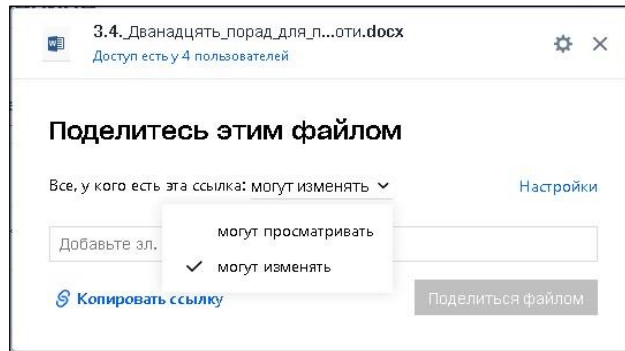 3.4._Дванадцять_порад_для_п...оти.docx
Доступ есть у 4 пользователей
Поделитесь этим файлом
Все, у кого есть эта ссылка: могут изменять
Настройки
могут просматривать
Добавьте эл.
могут изменять
Копировать ссылку
Поделиться файлом